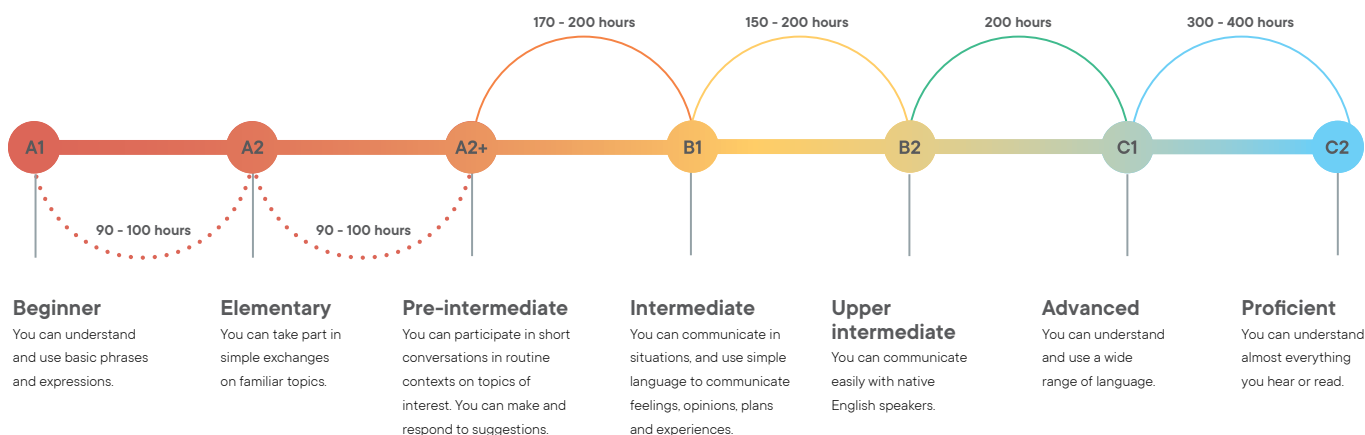 170 - 200 hours
150 - 200 hours
200 hours
300 - 400 hours
A1
A2
A2+
B1
B2
C1
C2
90 - 100 hours
90 - 100 hours
Beginner
You can understand
and use basic phrases
and expressions.
Elementary
You can take part in
simple exchanges
on familiar topics.
Pre-intermediate
You can participate in short
conversations in routine
contexts on topics of
interest. You can make and
respond to suggestions.
Intermediate
You can communicate in
situations, and use simple
language to communicate
feelings, opinions, plans
and experiences.
Upper
intermediate
You can communicate
easily with native
English speakers.
Advanced
You can understand
and use a wide
range of language.
Proficient
You can understand
almost everything
you hear or read.